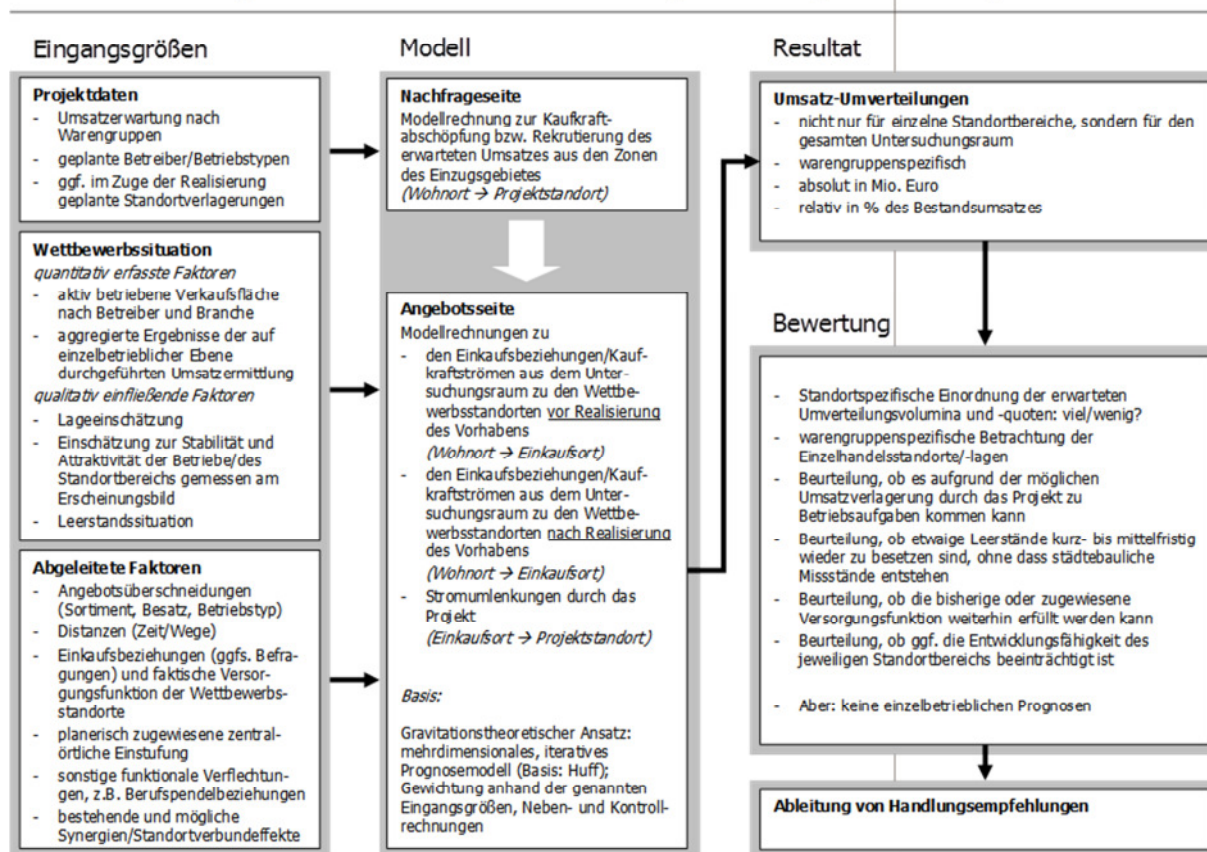 Eingangsgrößen
Projektdaten
- Umsatzerwartung nach
Warengruppen
- geplante Betreiber/Betriebstypen
- ggf. im Zuge der Realisierung
geplante Standortverlagerungen
Wettbewerbssituation
quantitativ erfasste Faktoren
- aktiv betriebene Verkaufsfläche
nach Betreiber und Branche
- aggregierte Ergebnisse der auf
einzelbetrieblicher Ebene
durchgeführten Umsatzermittlung
qualitativ einfließende Faktoren
- Lageeinschätzung
- Einschätzung zur Stabilität und
Attraktivität der Betriebe/des
Standortbereichs gemessen am
Erscheinungsbild
- Leerstandssituation
Abgeleitete Faktoren
- Angebotsüberschneidungen
(Sortiment, Besatz, Betriebstyp)
- Distanzen (Zeit/Wege)
- Einkaufsbeziehungen (ggfs. Befra-
gungen) und faktische Versor-
gungsfunktion der Wettbewerbs-
standorte
- planerisch zugewiesene zentral-
örtliche Einstufung
- sonstige funktionale Verflechtun-
gen, z.B. Berufspendelbeziehungen
- bestehende und mögliche
Synergien/Standortverbundeffekte
Modell
Nachfrageseite
Modellrechnung zur Kaufkraft-
abschöpfung bzw. Rekrutierung des
erwarteten Umsatzes aus den Zonen
des Einzugsgebietes
(Wohnort → Projektstandort)
Angebotsseite
Modellrechnungen zu
- den Einkaufsbeziehungen/Kauf-
kraftströmen aus dem Unter-
suchungsraum zu den Wettbe-
werbsstandorten vor Realisierung
des Vorhabens
(Wohnort → Einkaufsort)
- den Einkaufsbeziehungen/Kauf-
kraftströmen aus dem Unter-
suchungsraum zu den Wettbe-
werbsstandorten nach Realisierung
des Vorhabens
(Wohnort → Einkaufsort)
- Stromumlenkungen durch das
Projekt
(Einkaufsort → Projektstandort)
Basis:
Gravitationstheoretischer Ansatz:
mehrdimensionales, iteratives
Prognosemodell (Basis: Huff);
Gewichtung anhand der genannten
Eingangsgrößen, Neben- und Kontroll-
rechnungen
Resultat
Umsatz-Umverteilungen
- nicht nur für einzelne Standortbereiche, sondern für den
gesamten Untersuchungsraum
- warengruppenspezifisch
- absolut in Mio. Euro
- relativ in % des Bestandsumsatzes
Bewertung
- Standortspezifische Einordnung der erwarteten
Umverteilungsvolumina und -quoten: viel/wenig?
- warengruppenspezifische Betrachtung der
Einzelhandelsstandorte/-lagen
- Beurteilung, ob es aufgrund der möglichen
Umsatzverlagerung durch das Projekt zu
Betriebsaufgaben kommen kann
- Beurteilung, ob etwaige Leerstände kurz- bis mittelfristig
wieder zu besetzen sind, ohne dass städtebauliche
Missstände entstehen
- Beurteilung, ob die bisherige oder zugewiesene
Versorgungsfunktion weiterhin erfüllt werden kann
- Beurteilung, ob ggf. die Entwicklungsfähigkeit des
jeweiligen Standortbereichs beeinträchtigt ist
- Aber: keine einzelbetrieblichen Prognosen
Ableitung von Handlungsempfehlungen